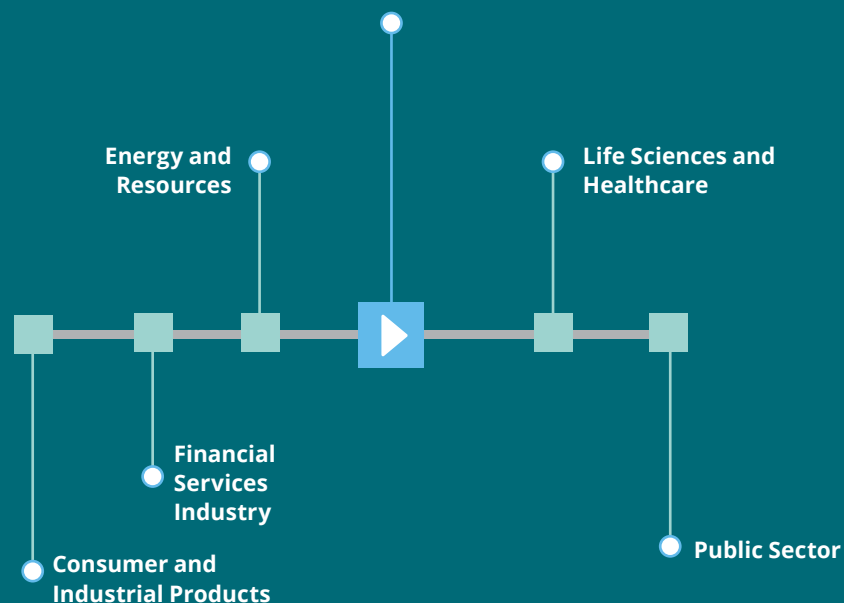 Energy and
Resources
Life Sciences and
Healthcare
Financial
Services
Industry
Consumer and
Industrial Products
Public Sector